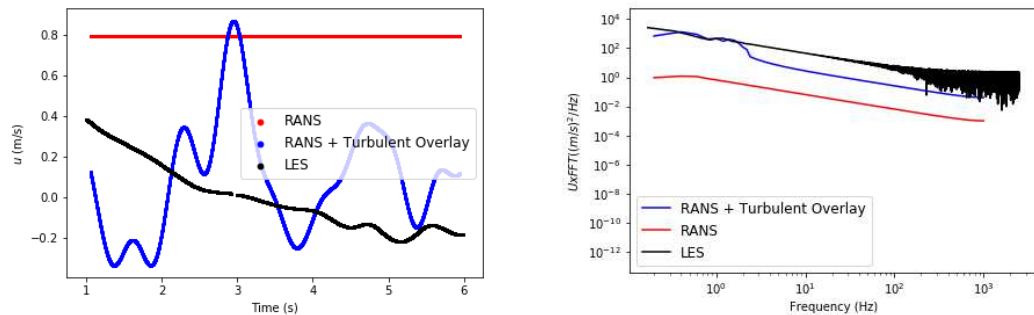 0.8
0.6
0.4
0.2
0.0
−0.2
u (m/s)
1
2
3
4
5
6
Time (s)
RANS
RANS + Turbulent Overlay
LES
10⁴
10²
10⁰
10⁻²
10⁻⁴
10⁻⁶
10⁻⁸
10⁻¹⁰
10⁻¹²
UxFFT((m/s)²/Hz)
10⁰
10¹
10²
10³
Frequency (Hz)
RANS + Turbulent Overlay
RANS
LES